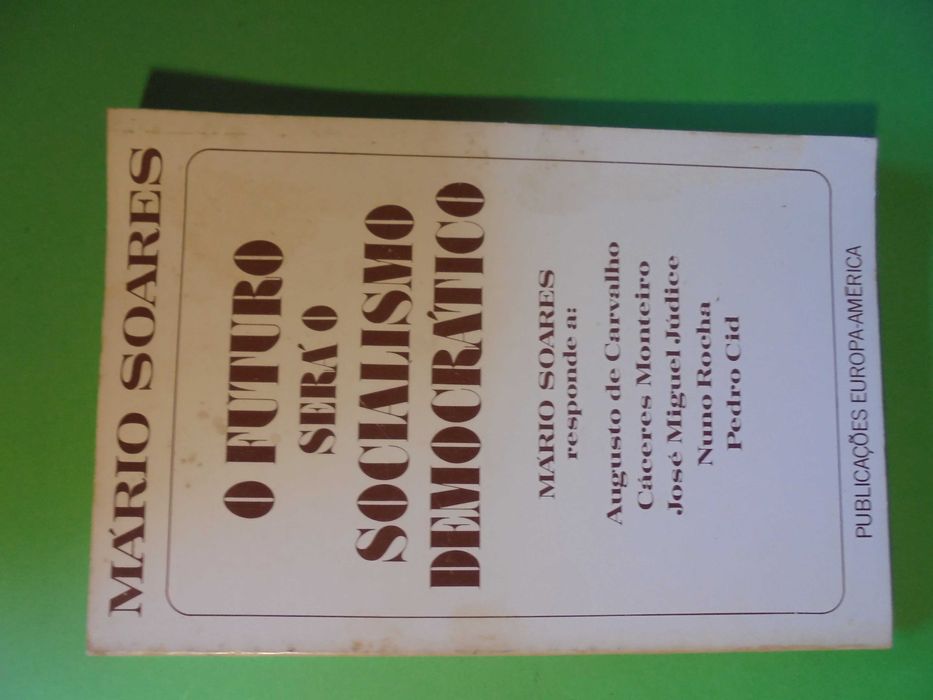 MÁRIO SOARES
O FUTURO
SERÁ O
SOCIALISMO
DEMOCRÁTICO
MÁRIO SOARES
responde a:
Augusto de Carvalho
Cáceres Monteiro
José Miguel Júdice
Nuno Rocha
Pedro Cid
PUBLICAÇÕES EUROPA-AMÉRICA